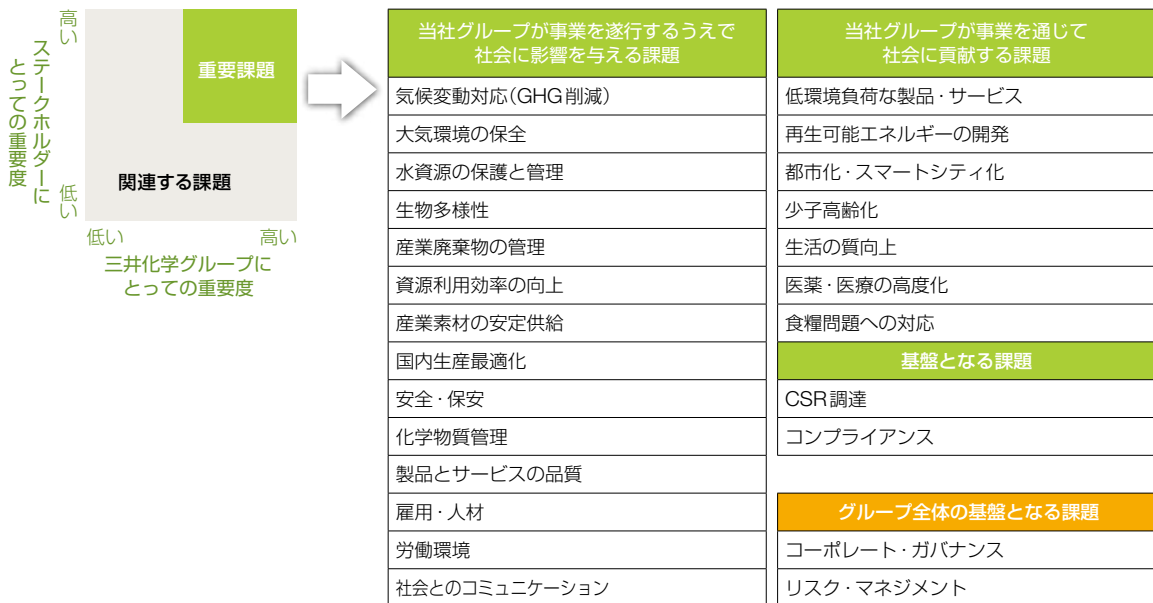 高い
ステークホルダーに
とっての重要度
低い
重要課題
関連する課題
低い
高い
三井化学グループに
とっての重要度
当社グループが事業を遂行するうえで
社会に影響を与える課題
気候変動対応(GHG削減)
大気環境の保全
水資源の保護と管理
生物多様性
産業廃棄物の管理
資源利用効率の向上
産業素材の安定供給
国内生産最適化
安全・保安
化学物質管理
製品とサービスの品質
雇用・人材
労働環境
社会とのコミュニケーション
当社グループが事業を通じて
社会に貢献する課題
低環境負荷な製品・サービス
再生可能エネルギーの開発
都市化・スマートシティ化
少子高齢化
生活の質向上
医薬・医療の高度化
食糧問題への対応
基盤となる課題
CSR調達
コンプライアンス
グループ全体の基盤となる課題
コーポレート・ガバナンス
リスク・マネジメント